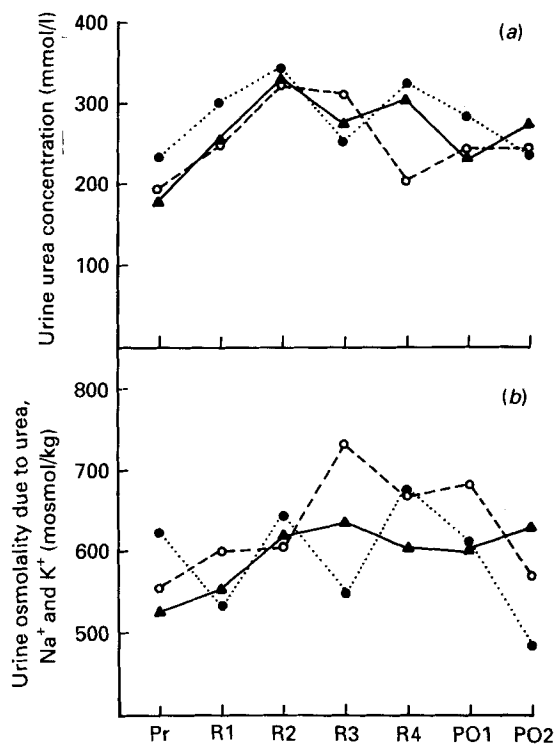 Urine urea concentration (mmol/l)
400
300
200
100
(a)
Urine osmolality due to urea,
Na⁺ and K⁺ (mosmol/kg)
800
700
600
500
(b)
Pr R1 R2 R3 R4 PO1 PO2